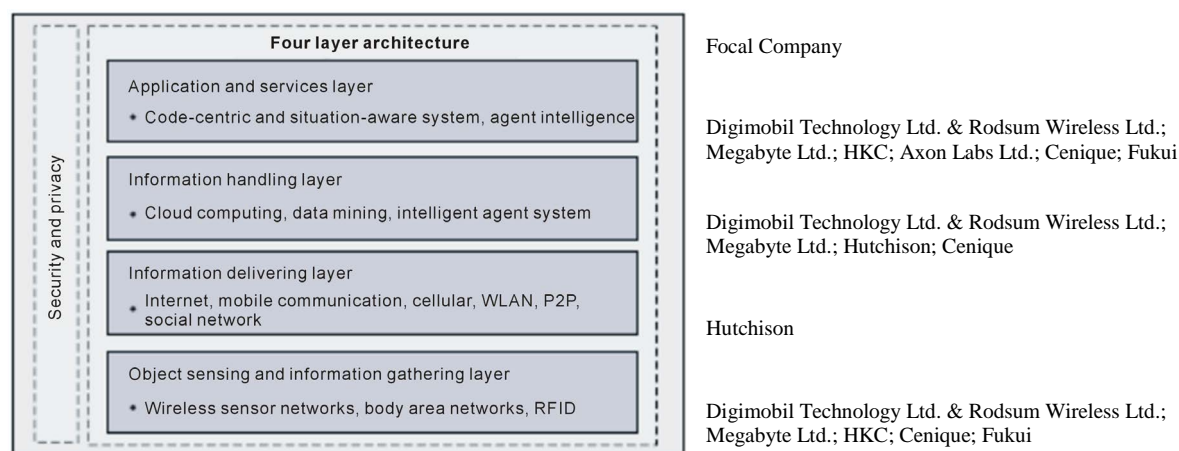 Four layer architecture
Focal Company
Security and privacy
Application and services layer
• Code-centric and situation-aware system, agent intelligence
Digimobil Technology Ltd. & Rodsum Wireless Ltd.;
Megabyte Ltd.; HKC; Axon Labs Ltd.; Cenique; Fukui
Information handling layer
• Cloud computing, data mining, intelligent agent system
Digimobil Technology Ltd. & Rodsum Wireless Ltd.;
Megabyte Ltd.; Hutchison; Cenique
Information delivering layer
• Internet, mobile communication, cellular, WLAN, P2P,
social network
Hutchison
Object sensing and information gathering layer
• Wireless sensor networks, body area networks, RFID
Digimobil Technology Ltd. & Rodsum Wireless Ltd.;
Megabyte Ltd.; HKC; Cenique; Fukui